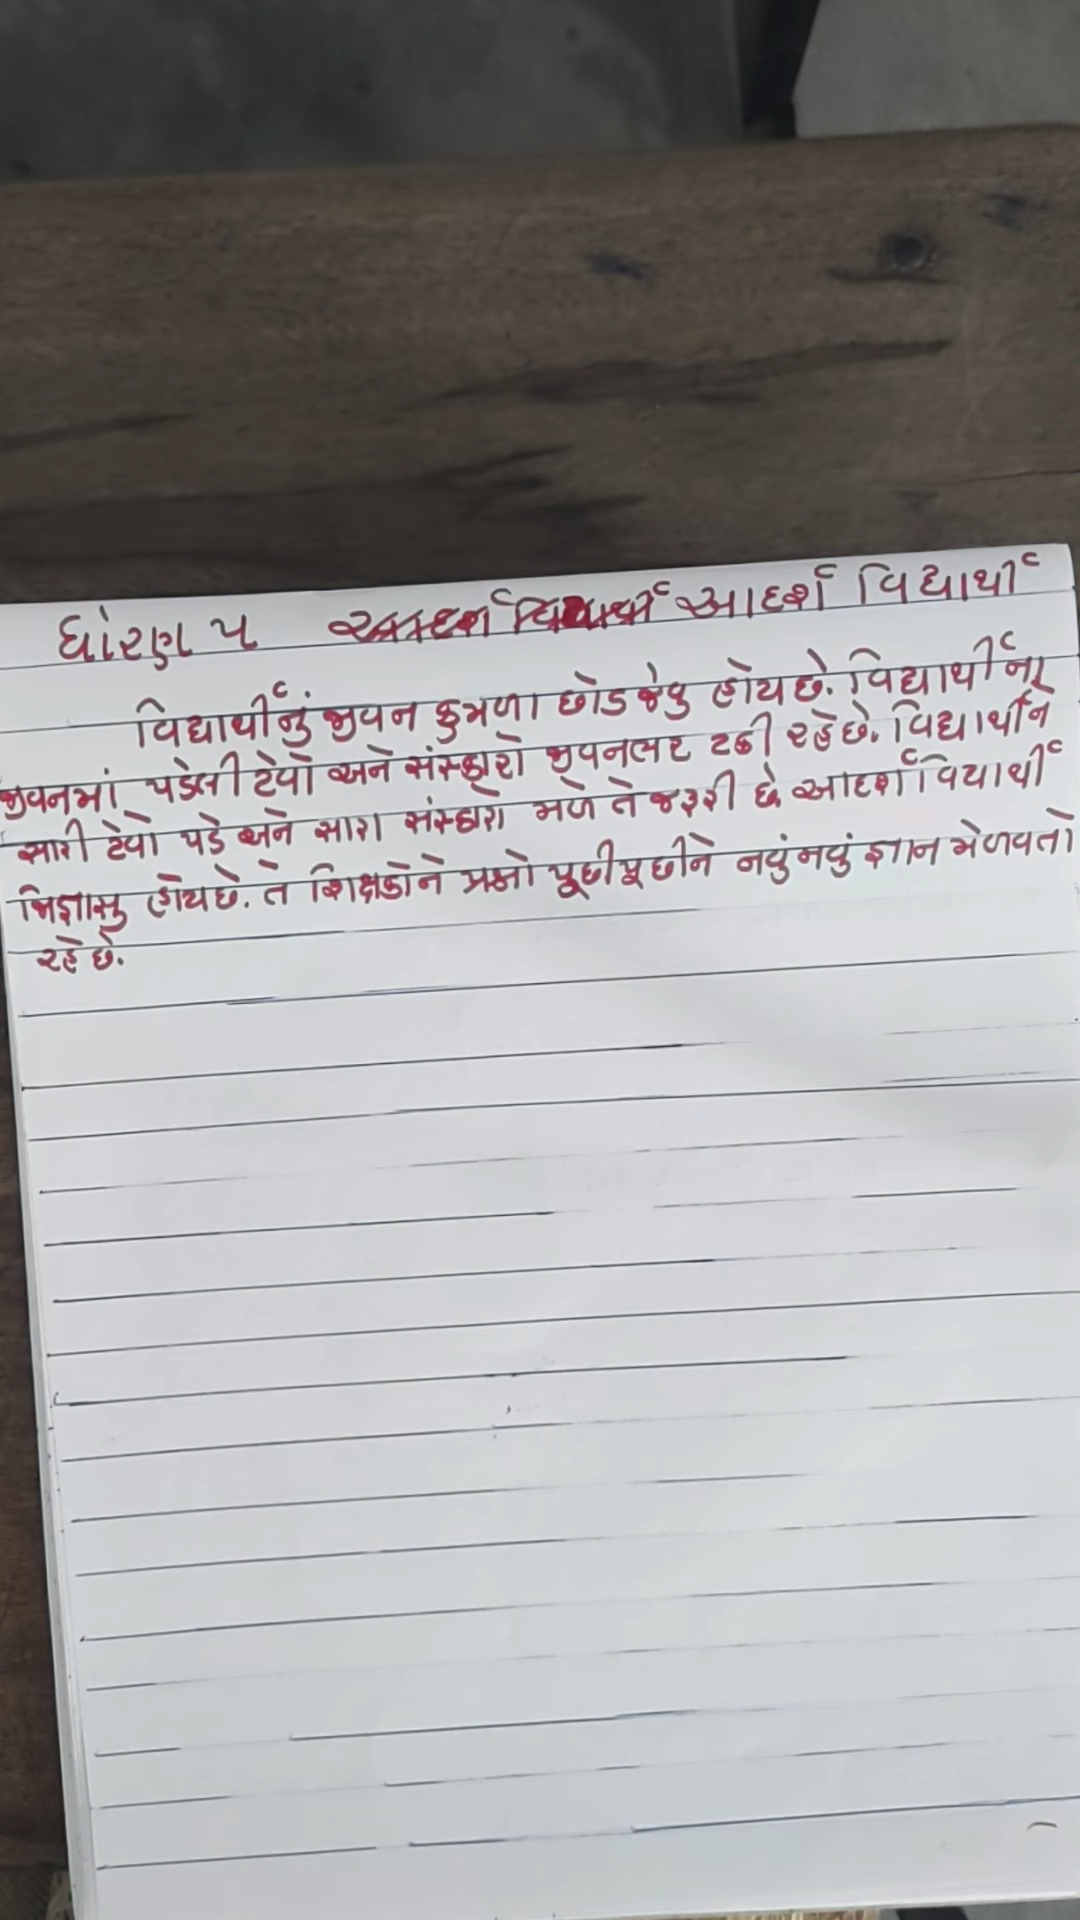 ધોરણ ૫ આદર્શ વિદ્યાર્થી
વિદ્યાર્થીનું જીવન કુમળા છોડ જેવુ હોય છે. વિદ્યાર્થીના
જીવનમાં પડેલી ટેવો અને સંસ્કારો જીવનભર ટકી રહે છે. વિદ્યાર્થીને
સારી ટેવો પડે અને સારા સંસ્કારો મળે તે જરૂરી છે આદર્શ વિદ્યાર્થી
જિજ્ઞાસુ હોય છે. તે શિક્ષકોને પ્રશ્નો પૂછી પૂછીને નવું નવું જ્ઞાન મેળવતો
રહે છે.